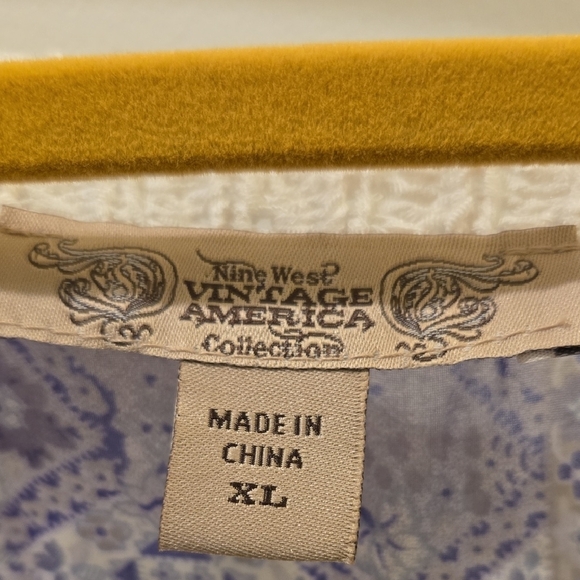 Nine West
VINTAGE
AMERICA
Collection
MADE IN
CHINA
XL